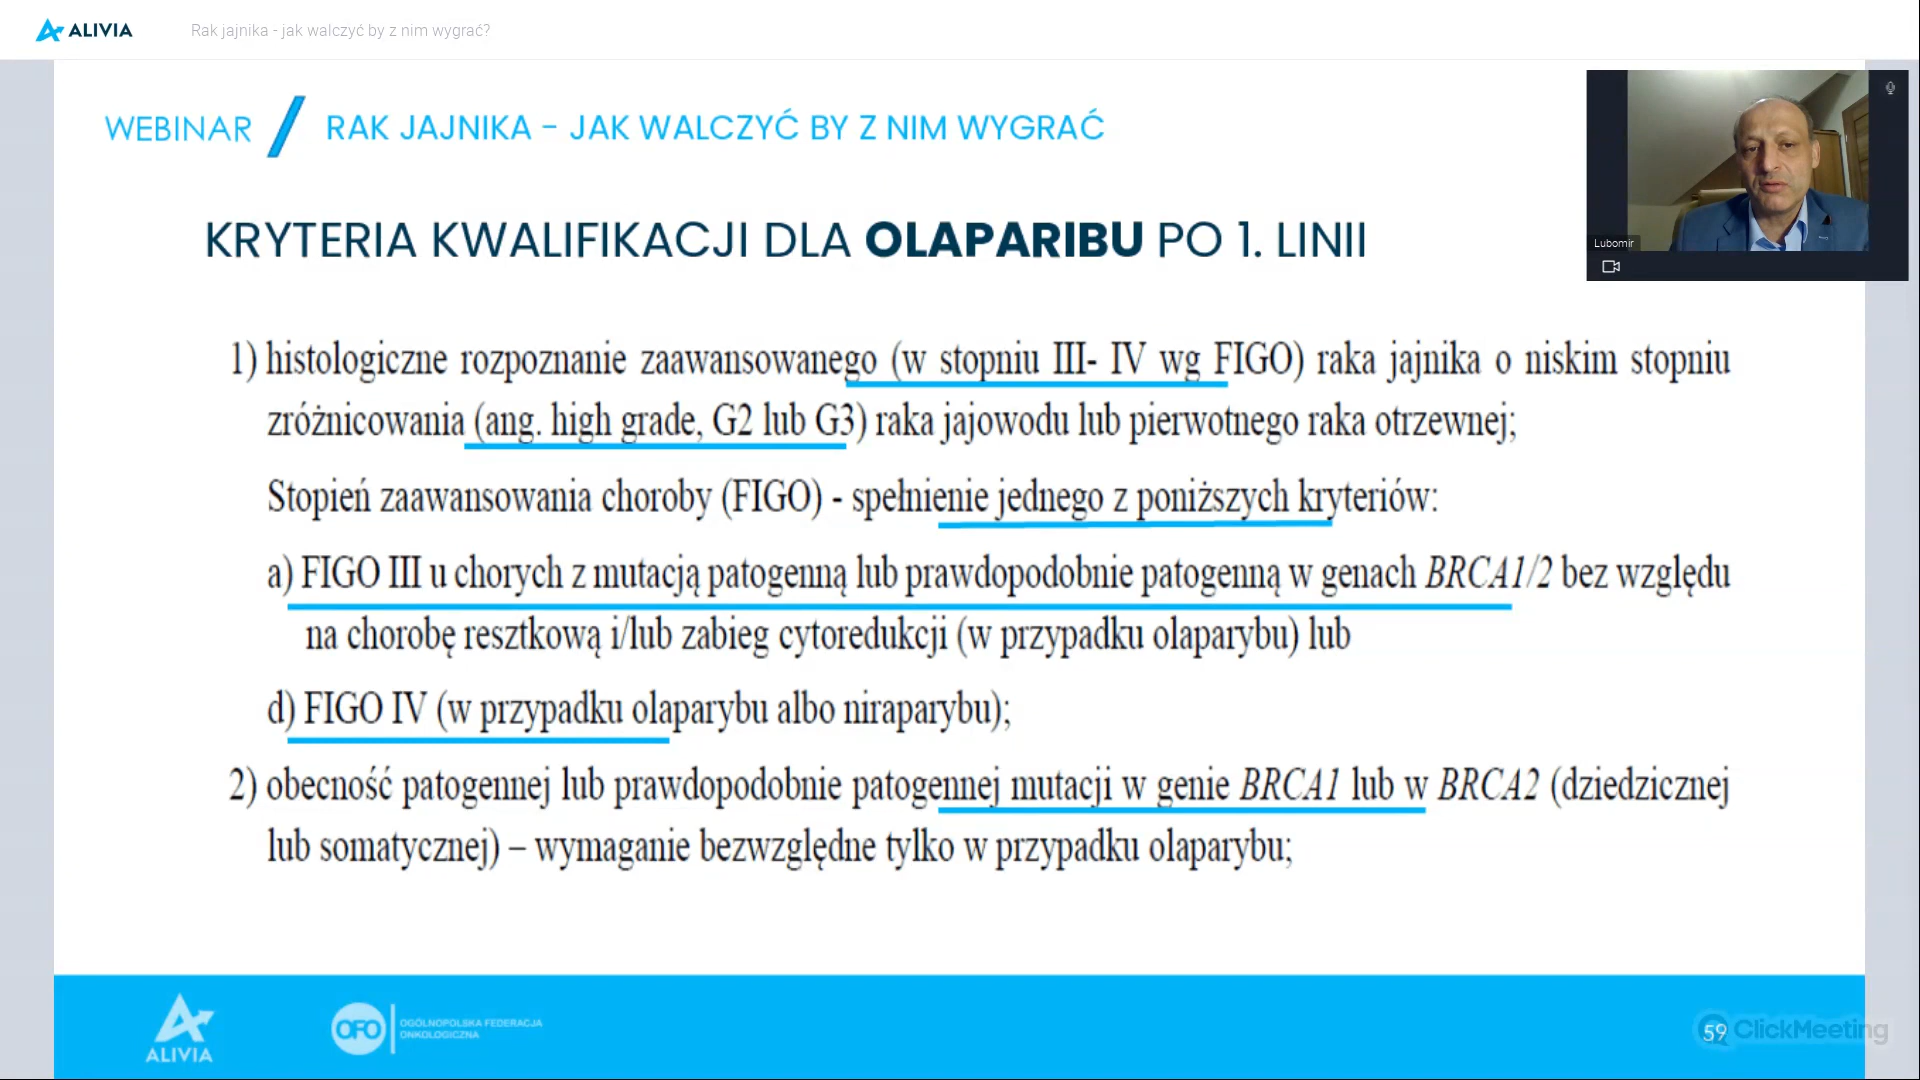 ALIVIA
Rak jajnika - jak walczyć by z nim wygrać?
WEBINAR / RAK JAJNIKA - JAK WALCZYĆ BY Z NIM WYGRAĆ
Lubomir
KRYTERIA KWALIFIKACJI DLA OLAPARIBU PO 1. LINII
1) histologiczne rozpoznanie zaawansowanego (w stopniu III- IV wg FIGO) raka jajnika o niskim stopniu
zróżnicowania (ang. high grade, G2 lub G3) raka jajowodu lub pierwotnego raka otrzewnej;
Stopień zaawansowania choroby (FIGO) - spełnienie jednego z poniższych kryteriów:
a) FIGO III u chorych z mutacją patogenną lub prawdopodobnie patogenną w genach BRCA1/2 bez względu
na chorobę resztkową i/lub zabieg cytoredukcji (w przypadku olaparybu) lub
d) FIGO IV (w przypadku olaparybu albo niraparybu);
2) obecność patogennej lub prawdopodobnie patogennej mutacji w genie BRCA1 lub w BRCA2 (dziedzicznej
lub somatycznej) – wymaganie bezwzględne tylko w przypadku olaparybu;
ALIVIA
OFO
OGÓLNOPOLSKA FEDERACJA
ONKOLOGICZNA
59
ClickMeeting